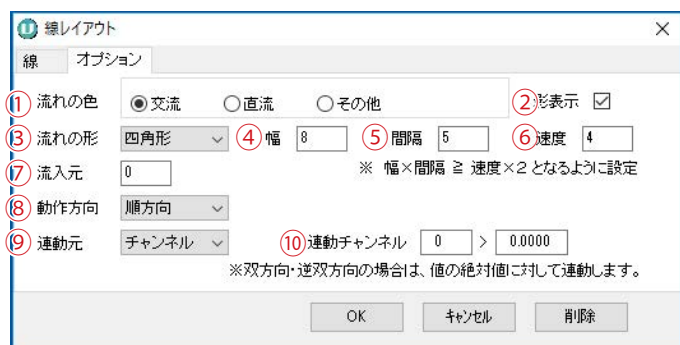 線レイアウト
線 オプション
① 流れの色 交流 直流 その他 ② 形表示
③ 流れの形 四角形 ④ 幅 8 ⑤ 間隔 5 ⑥ 速度 4
⑦ 流入元 0 ※ 幅×間隔 ≧ 速度×2 となるように設定
⑧ 動作方向 順方向
⑨ 連動元 チャンネル ⑩ 連動チャンネル 0 > 0.0000
※双方向・逆双方向の場合は、値の絶対値に対して連動します。
OK キャンセル 削除